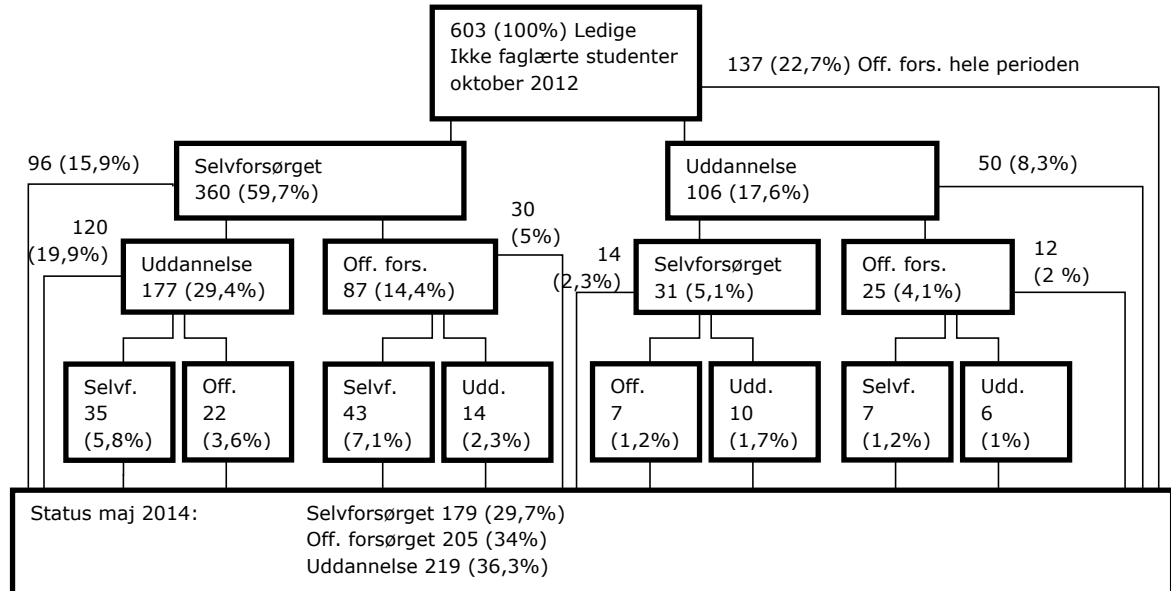 603 (100%) Ledige
Ikke faglærte studenter
oktober 2012
137 (22,7%) Off. fors. hele perioden
96 (15,9%)
Selvforsørget
360 (59,7%)
Uddannelse
106 (17,6%)
50 (8,3%)
120
(19,9%)
Uddannelse
177 (29,4%)
Off. fors.
87 (14,4%)
30
(5%)
14
(2,3%)
Selvforsørget
31 (5,1%)
Off. fors.
25 (4,1%)
12
(2 %)
Selvf.
35
(5,8%)
Off.
22
(3,6%)
Selvf.
43
(7,1%)
Udd.
14
(2,3%)
Off.
7
(1,2%)
Udd.
10
(1,7%)
Selvf.
7
(1,2%)
Udd.
6
(1%)
Status maj 2014: Selvforsørget 179 (29,7%)
Off. forsørget 205 (34%)
Uddannelse 219 (36,3%)